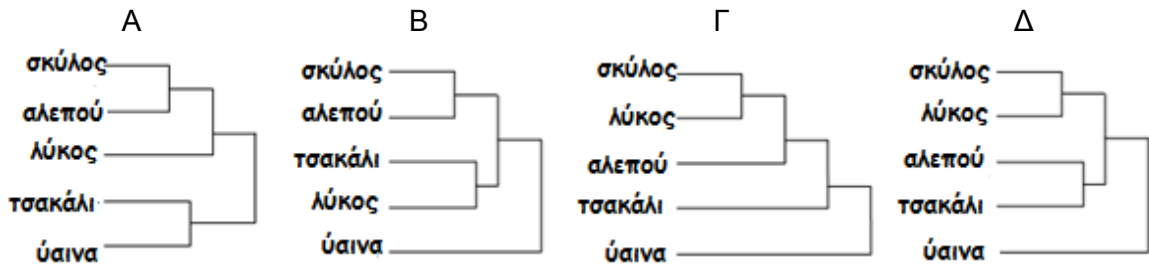 Α
σκύλος
αλεπού
λύκος
τσακάλι
ύαινα
Β
σκύλος
αλεπού
τσακάλι
λύκος
ύαινα
Γ
σκύλος
λύκος
αλεπού
τσακάλι
ύαινα
Δ
σκύλος
λύκος
αλεπού
τσακάλι
ύαινα